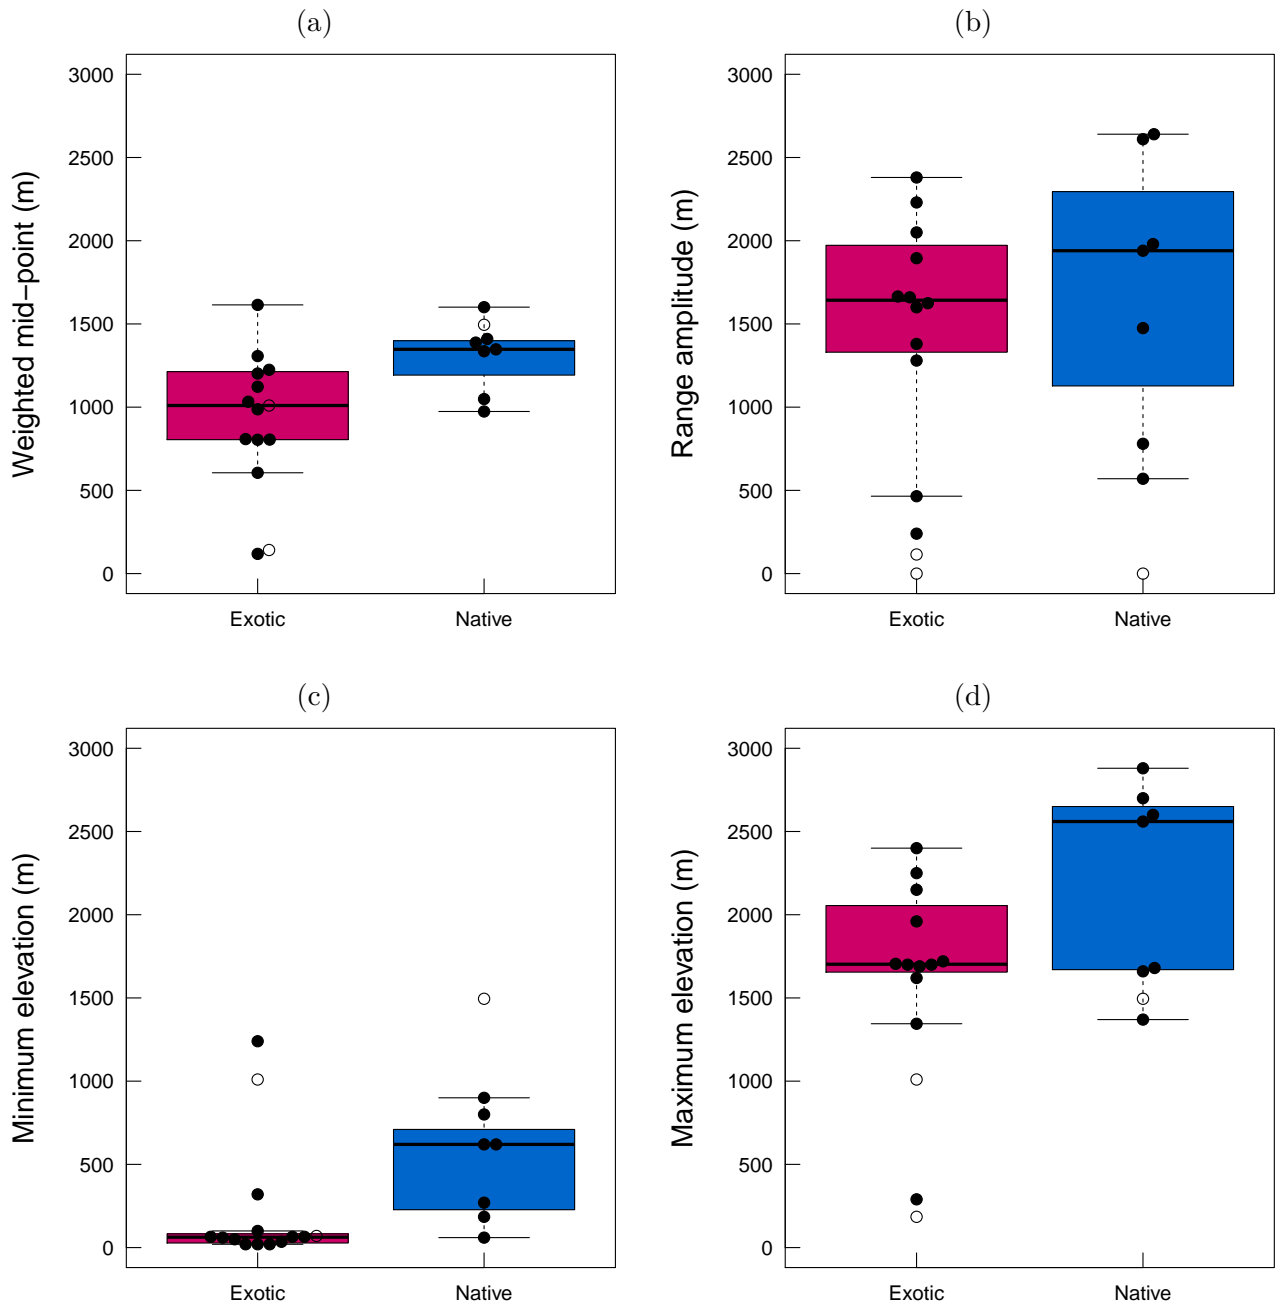 (a)
Weighted mid−point (m)
3000
2500
2000
1500
1000
500
0
Exotic Native
(b)
Range amplitude (m)
3000
2500
2000
1500
1000
500
0
Exotic Native
(c)
Minimum elevation (m)
3000
2500
2000
1500
1000
500
0
Exotic Native
(d)
Maximum elevation (m)
3000
2500
2000
1500
1000
500
0
Exotic Native